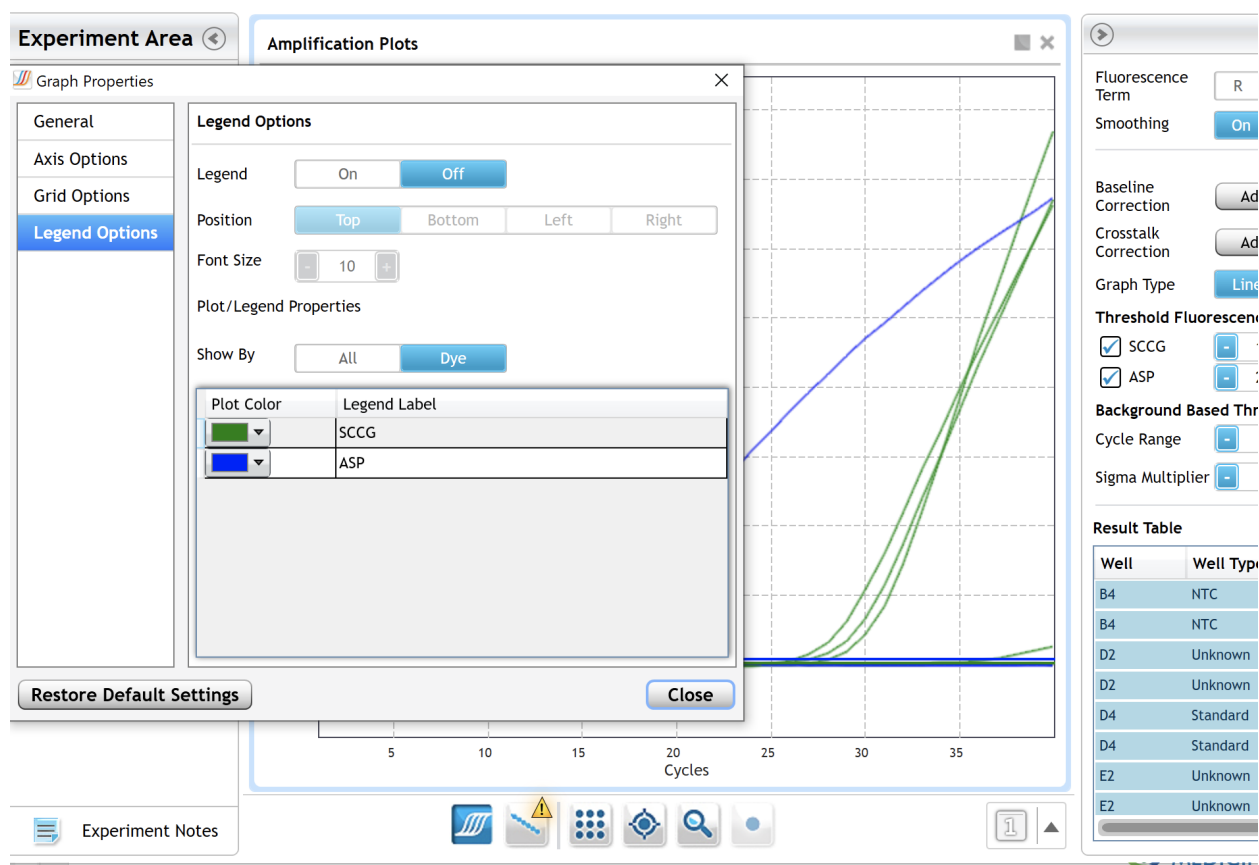 Experiment Area
Amplification Plots
Graph Properties
General
Axis Options
Grid Options
Legend Options
Legend Options
Legend On Off
Position Top Bottom Left Right
Font Size - 10 +
Plot/Legend Properties
Show By All Dye
Plot Color Legend Label
SCCG
ASP
Restore Default Settings
Close
5 10 15 20 25 30 35
Cycles
Experiment Notes
1
Fluorescence
Term
R
Smoothing On
Baseline
Correction
Ad
Crosstalk
Correction
Ad
Graph Type Line
Threshold Fluorescenc
SCCG -
ASP - 2
Background Based Thr
Cycle Range -
Sigma Multiplier -
Result Table
Well Well Type
B4 NTC
B4 NTC
D2 Unknown
D2 Unknown
D4 Standard
D4 Standard
E2 Unknown
E2 Unknown